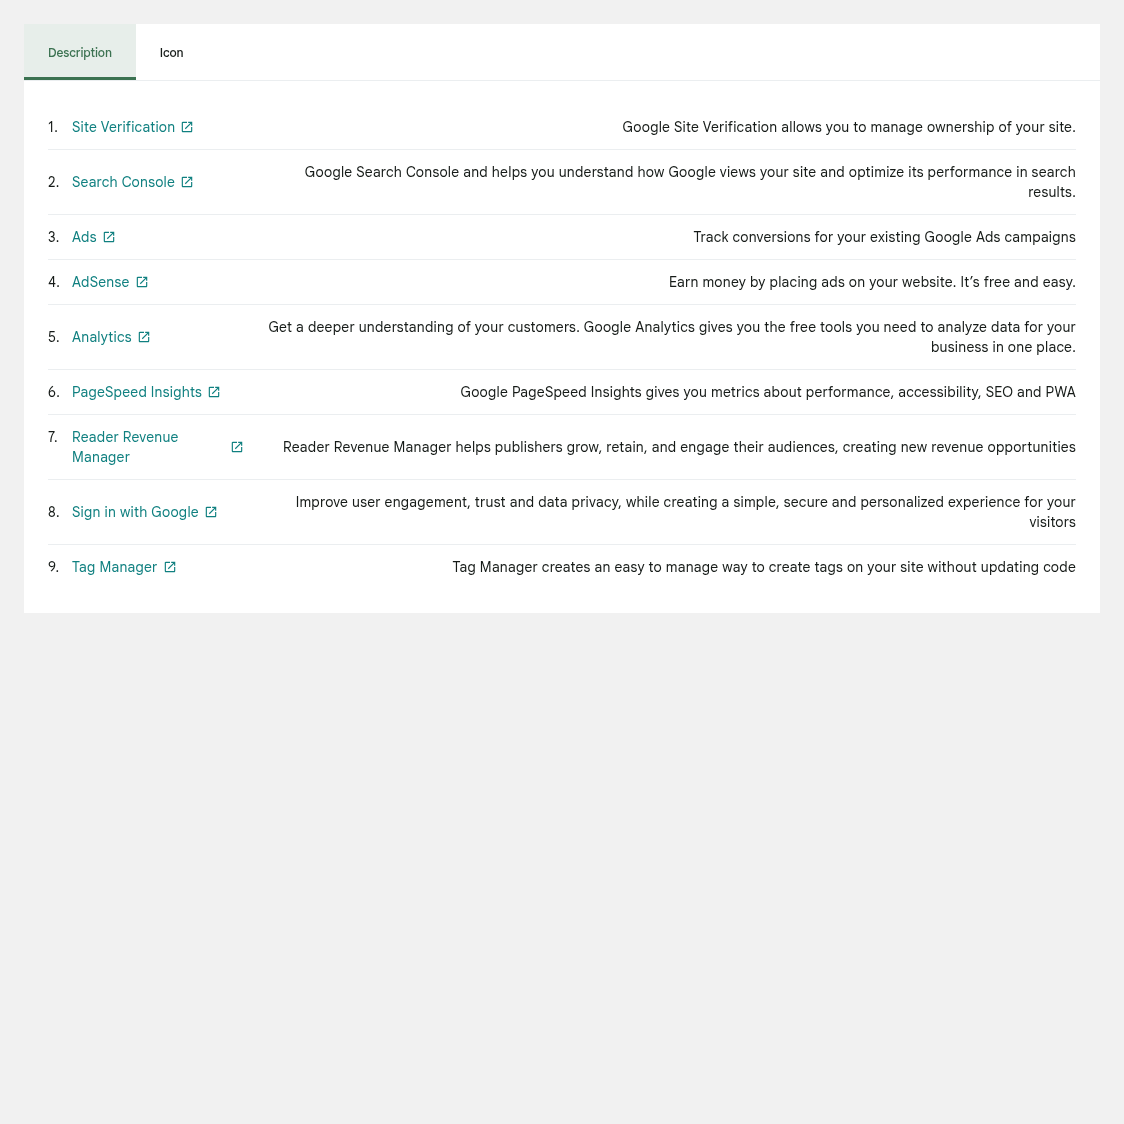 Description Icon
1. Site Verification Google Site Verification allows you to manage ownership of your site.
2. Search Console Google Search Console and helps you understand how Google views your site and optimize its performance in search
results.
3. Ads Track conversions for your existing Google Ads campaigns
4. AdSense Earn money by placing ads on your website. It’s free and easy.
5. Analytics Get a deeper understanding of your customers. Google Analytics gives you the free tools you need to analyze data for your
business in one place.
6. PageSpeed Insights Google PageSpeed Insights gives you metrics about performance, accessibility, SEO and PWA
7. Reader Revenue
Manager Reader Revenue Manager helps publishers grow, retain, and engage their audiences, creating new revenue opportunities
8. Sign in with Google Improve user engagement, trust and data privacy, while creating a simple, secure and personalized experience for your
visitors
9. Tag Manager Tag Manager creates an easy to manage way to create tags on your site without updating code